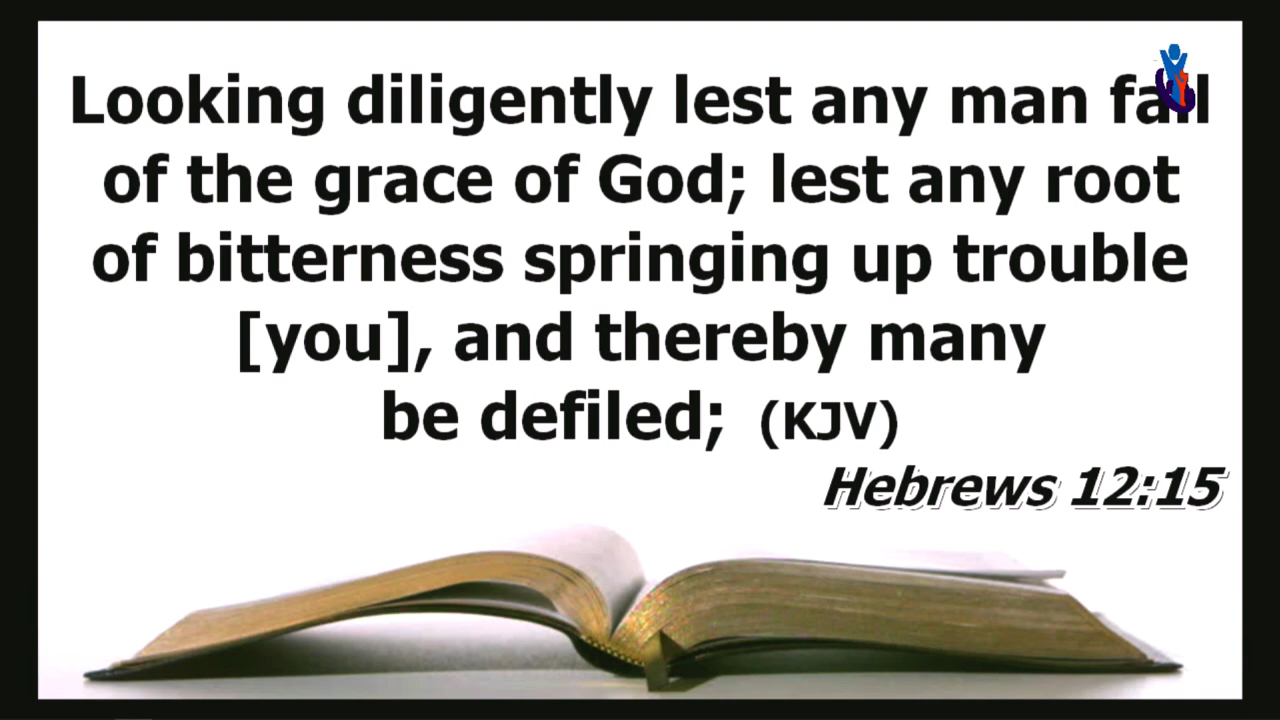 Looking diligently lest any man fail
of the grace of God; lest any root
of bitterness springing up trouble
[you], and thereby many
be defiled; (KJV)
Hebrews 12:15